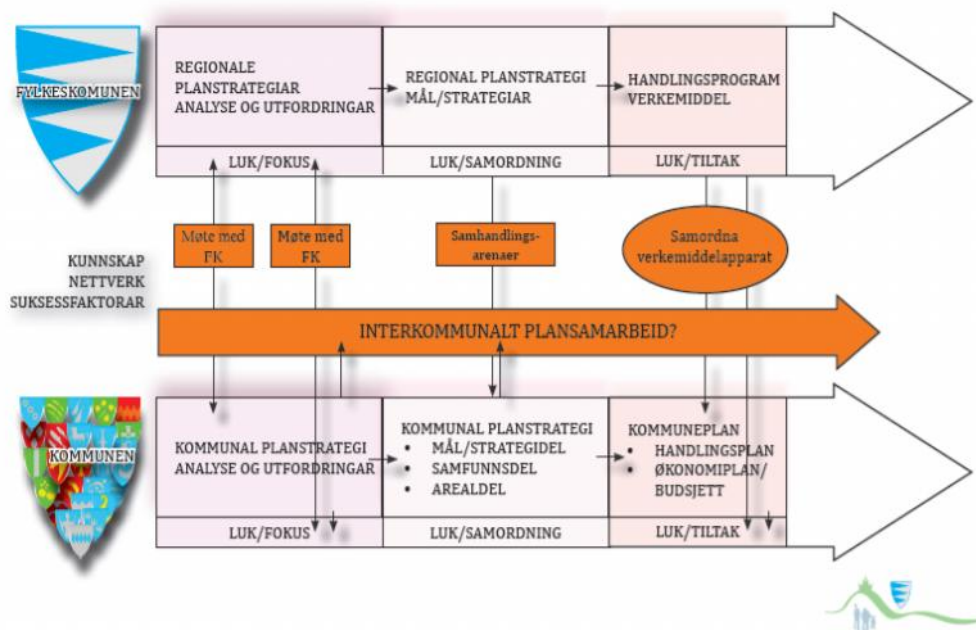 FYLKESKOMUNEN
REGIONALE
PLANSTRATEGIAR
ANALYSE OG UTFORDRINGAR
REGIONAL PLANSTRATEGI
MÅL/STRATEGIAR
HANDLINGSPROGRAM
VERKEMIDDEL
LUK/FOKUS
LUK/SAMORDNING
LUK/TILTAK
Møte med
FK
Møte med
FK
Samhandlings-
arenaer
Samordna
verkemiddelapparat
KUNNSKAP
NETTVERK
SUKSESSFAKTORAR
INTERKOMMUNALT PLANSAMARBEID?
KOMMUNEN
KOMMUNAL PLANSTRATEGI
ANALYSE OG UTFORDRINGAR
KOMMUNAL PLANSTRATEGI
• MÅL/STRATEGIDEL
• SAMFUNNSDEL
• AREALDEL
KOMMUNEPLAN
• HANDLINGSPLAN
• ØKONOMIPLAN/
BUDSJETT
LUK/FOKUS
LUK/SAMORDNING
LUK/TILTAK